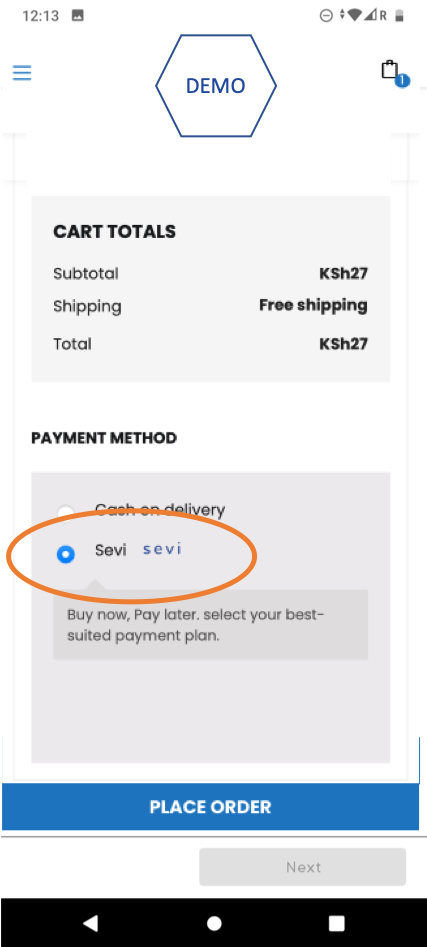 12:13
R
DEMO
1
CART TOTALS
Subtotal KSh27
Shipping Free shipping
Total KSh27
PAYMENT METHOD
Cash on delivery
Sevi sevi
Buy now, Pay later. select your best-
suited payment plan.
PLACE ORDER
Next